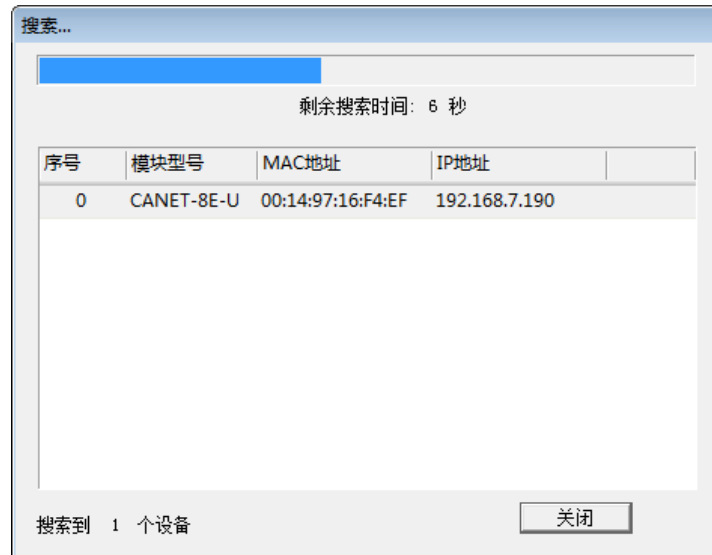 搜索...
剩余搜索时间: 6 秒
序号 模块型号 MAC地址 IP地址
0 CANET-8E-U 00:14:97:16:F4:EF 192.168.7.190
搜索到 1 个设备
关闭